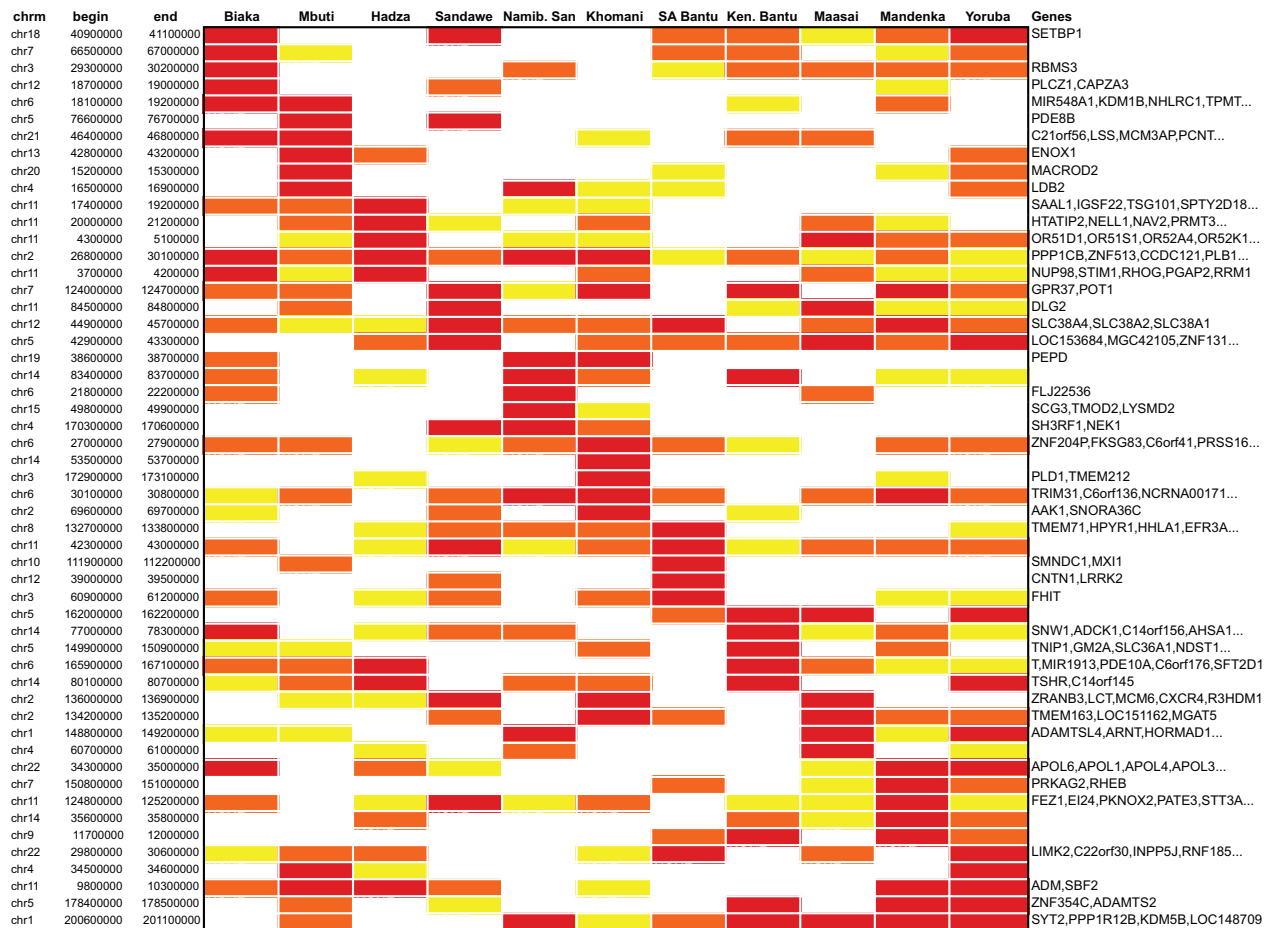 chrm begin end Biaka Mbuti Hadza Sandawe Namib. San Khomani SA Bantu Ken. Bantu Maasai Mandenka Yoruba Genes
chr18 40900000 41100000 SETBP1
chr7 66500000 67000000
chr3 29300000 30200000 RBMS3
chr12 18700000 19000000 PLCZ1,CAPZA3
chr6 18100000 19200000 MIR548A1,KDM1B,NHLRC1,TPMT...
chr5 76600000 76700000 PDE8B
chr21 46400000 46800000 C21orf56,LSS,MCM3AP,PCNT...
chr13 42800000 43200000 ENOX1
chr20 15200000 15300000 MACROD2
chr4 16500000 16900000 LDB2
chr11 17400000 19200000 SAAL1,IGSF22,TSG101,SPTY2D18...
chr11 20000000 21200000 HTATIP2,NELL1,NAV2,PRMT3...
chr11 4300000 5100000 OR51D1,OR51S1,OR52A4,OR52K1...
chr2 26800000 30100000 PPP1CB,ZNF513,CCDC121,PLB1...
chr11 3700000 4200000 NUP98,STIM1,RHOG,PGAP2,RRM1
chr7 124000000 124700000 GPR37,POT1
chr11 84500000 84800000 DLG2
chr12 44900000 45700000 SLC38A4,SLC38A2,SLC38A1
chr5 42900000 43300000 LOC153684,MGC42105,ZNF131...
chr19 38600000 38700000 PEPD
chr14 83400000 83700000
chr6 21800000 22200000 FLJ22536
chr15 49800000 49900000 SCG3,TMOD2,LYSMD2
chr4 170300000 170600000 SH3RF1,NEK1
chr6 27000000 27900000 ZNF204P,FKSG83,C6orf41,PRSS16...
chr14 53500000 53700000
chr3 172900000 173100000 PLD1,TMEM212
chr6 30100000 30800000 TRIM31,C6orf136,NCRNA00171...
chr2 69600000 69700000 AAK1,SNORA36C
chr8 132700000 133800000 TMEM71,HPYR1,HHLA1,EFR3A...
chr11 42300000 43000000
chr10 111900000 112200000 SMNDC1,MXI1
chr12 39000000 39500000 CNTN1,LRRK2
chr3 60900000 61200000 FHIT
chr5 162000000 162200000
chr14 77000000 78300000 SNW1,ADCK1,C14orf156,AHSA1...
chr5 149900000 150900000 TNIP1,GM2A,SLC36A1,NDST1...
chr6 165900000 167100000 T,MIR1913,PDE10A,C6orf176,SFT2D1
chr14 80100000 80700000 TSHR,C14orf145
chr2 136000000 136900000 ZRANB3,LCT,MCM6,CXCR4,R3HDM1
chr2 134200000 135200000 TMEM163,LOC151162,MGAT5
chr1 148800000 149200000 ADAMTSL4,ARNT,HORMAD1...
chr4 60700000 61000000
chr22 34300000 35000000 APOL6,APOL1,APOL4,APOL3...
chr7 150800000 151000000 PRKAG2,RHEB
chr11 124800000 125200000 FEZ1,EI24,PKNOX2,PATE3,STT3A...
chr14 35600000 35800000
chr9 11700000 12000000
chr22 29800000 30600000 LIMK2,C22orf30,INPP5J,RNF185...
chr4 34500000 34600000
chr11 9800000 10300000 ADM,SBF2
chr5 178400000 178500000 ZNF354C,ADAMTS2
chr1 200600000 201100000 SYT2,PPP1R12B,KDM5B,LOC148709